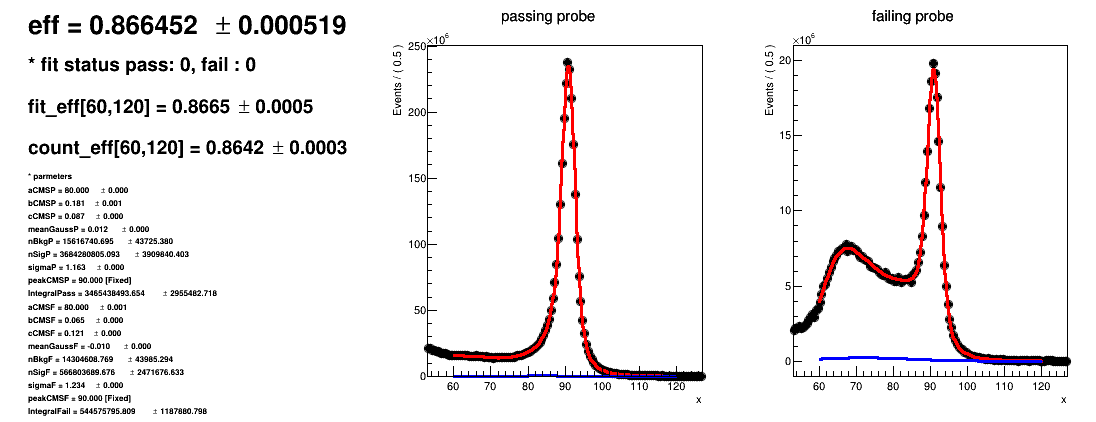 eff = 0.866452 ± 0.000519
* fit status pass: 0, fail : 0
fit_eff[60,120] = 0.8665 ± 0.0005
count_eff[60,120] = 0.8642 ± 0.0003
* parmeters
aCMSP = 80.000 ± 0.000
bCMSP = 0.181 ± 0.001
cCMSP = 0.087 ± 0.000
meanGaussP = 0.012 ± 0.000
nBkgP = 15616740.695 ± 43725.380
nSigP = 3684280805.093 ± 3909840.403
sigmaP = 1.163 ± 0.000
peakCMSP = 90.000 [Fixed]
IntegralPass = 3465438493.654 ± 2955482.718
aCMSF = 80.000 ± 0.001
bCMSF = 0.065 ± 0.000
cCMSF = 0.121 ± 0.000
meanGaussF = -0.010 ± 0.000
nBkgF = 14304608.769 ± 43985.294
nSigF = 566803689.676 ± 2471676.633
sigmaF = 1.234 ± 0.000
peakCMSF = 90.000 [Fixed]
IntegralFail = 544575795.809 ± 1187880.798
passing probe
×10⁶
Events / ( 0.5 )
250
200
150
100
50
0
60 70 80 90 100 110 120
x
failing probe
×10⁶
Events / ( 0.5 )
20
15
10
5
0
60 70 80 90 100 110 120
x